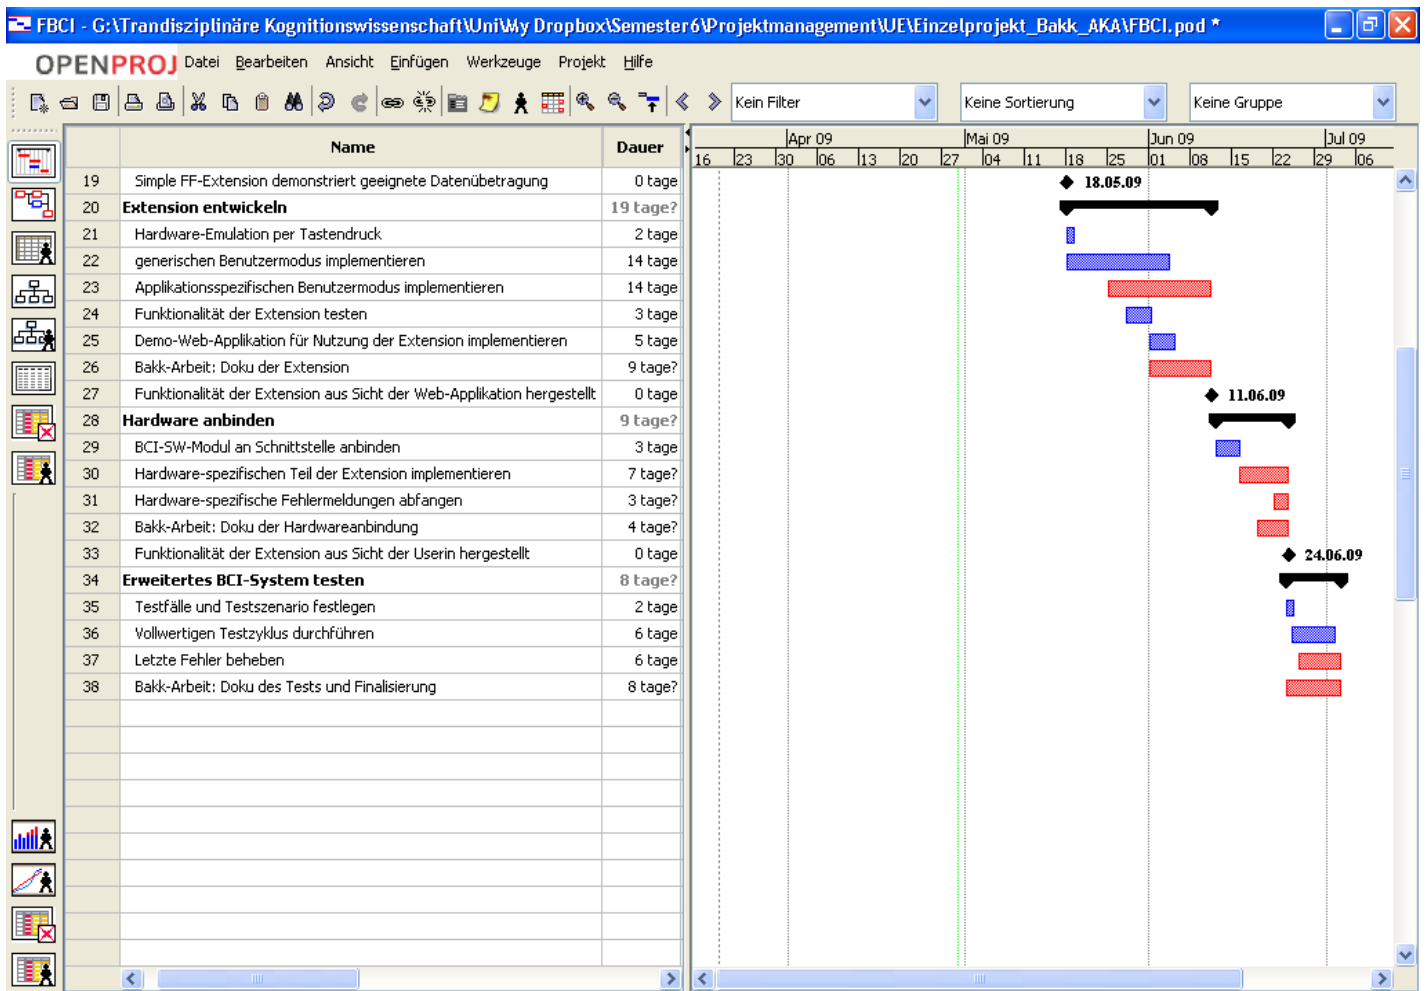 FBCI - G:\Trandisziplinäre Kognitionswissenschaft\Uni\My Dropbox\Semester6\Projektmanagement\UE\Einzelprojekt_Bakk_AKA\FBCI.pod *
OPENPROJ Datei Bearbeiten Ansicht Einfügen Werkzeuge Projekt Hilfe
Kein Filter Keine Sortierung Keine Gruppe
Name Dauer
Apr 09 Mai 09 Jun 09 Jul 09
16 23 30 06 13 20 27 04 11 18 25 01 08 15 22 29 06
19 Simple FF-Extension demonstriert geeignete Datenübetragung 0 tage 18.05.09
20 Extension entwickeln 19 tage?
21 Hardware-Emulation per Tastendruck 2 tage
22 generischen Benutzermodus implementieren 14 tage
23 Applikationsspezifischen Benutzermodus implementieren 14 tage
24 Funktionalität der Extension testen 3 tage
25 Demo-Web-Applikation für Nutzung der Extension implementieren 5 tage
26 Bakk-Arbeit: Doku der Extension 9 tage?
27 Funktionalität der Extension aus Sicht der Web-Applikation hergestellt 0 tage 11.06.09
28 Hardware anbinden 9 tage?
29 BCI-SW-Modul an Schnittstelle anbinden 3 tage
30 Hardware-spezifischen Teil der Extension implementieren 7 tage?
31 Hardware-spezifische Fehlermeldungen abfangen 3 tage?
32 Bakk-Arbeit: Doku der Hardwareanbindung 4 tage?
33 Funktionalität der Extension aus Sicht der Userin hergestellt 0 tage 24.06.09
34 Erweitertes BCI-System testen 8 tage?
35 Testfälle und Testszenario festlegen 2 tage
36 Vollwertigen Testzyklus durchführen 6 tage
37 Letzte Fehler beheben 6 tage
38 Bakk-Arbeit: Doku des Tests und Finalisierung 8 tage?